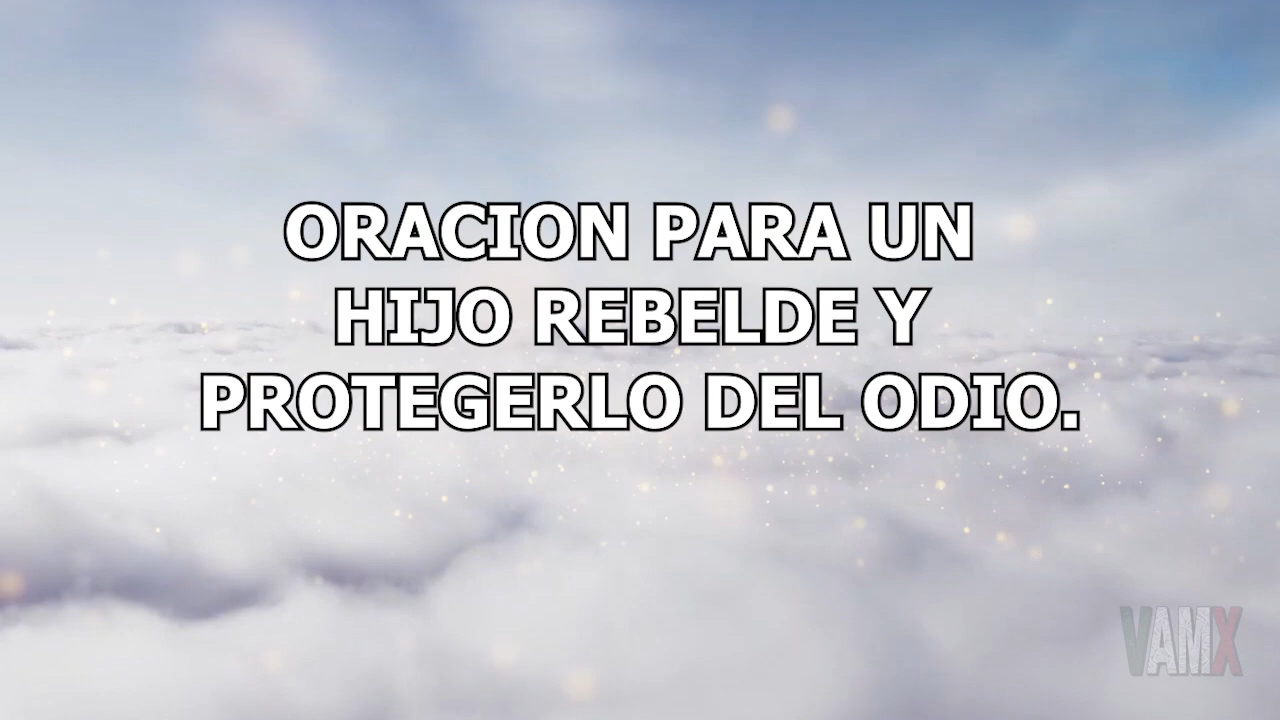 ORACION PARA UN
HIJO REBELDE Y
PROTEGERLO DEL ODIO.
VAMX